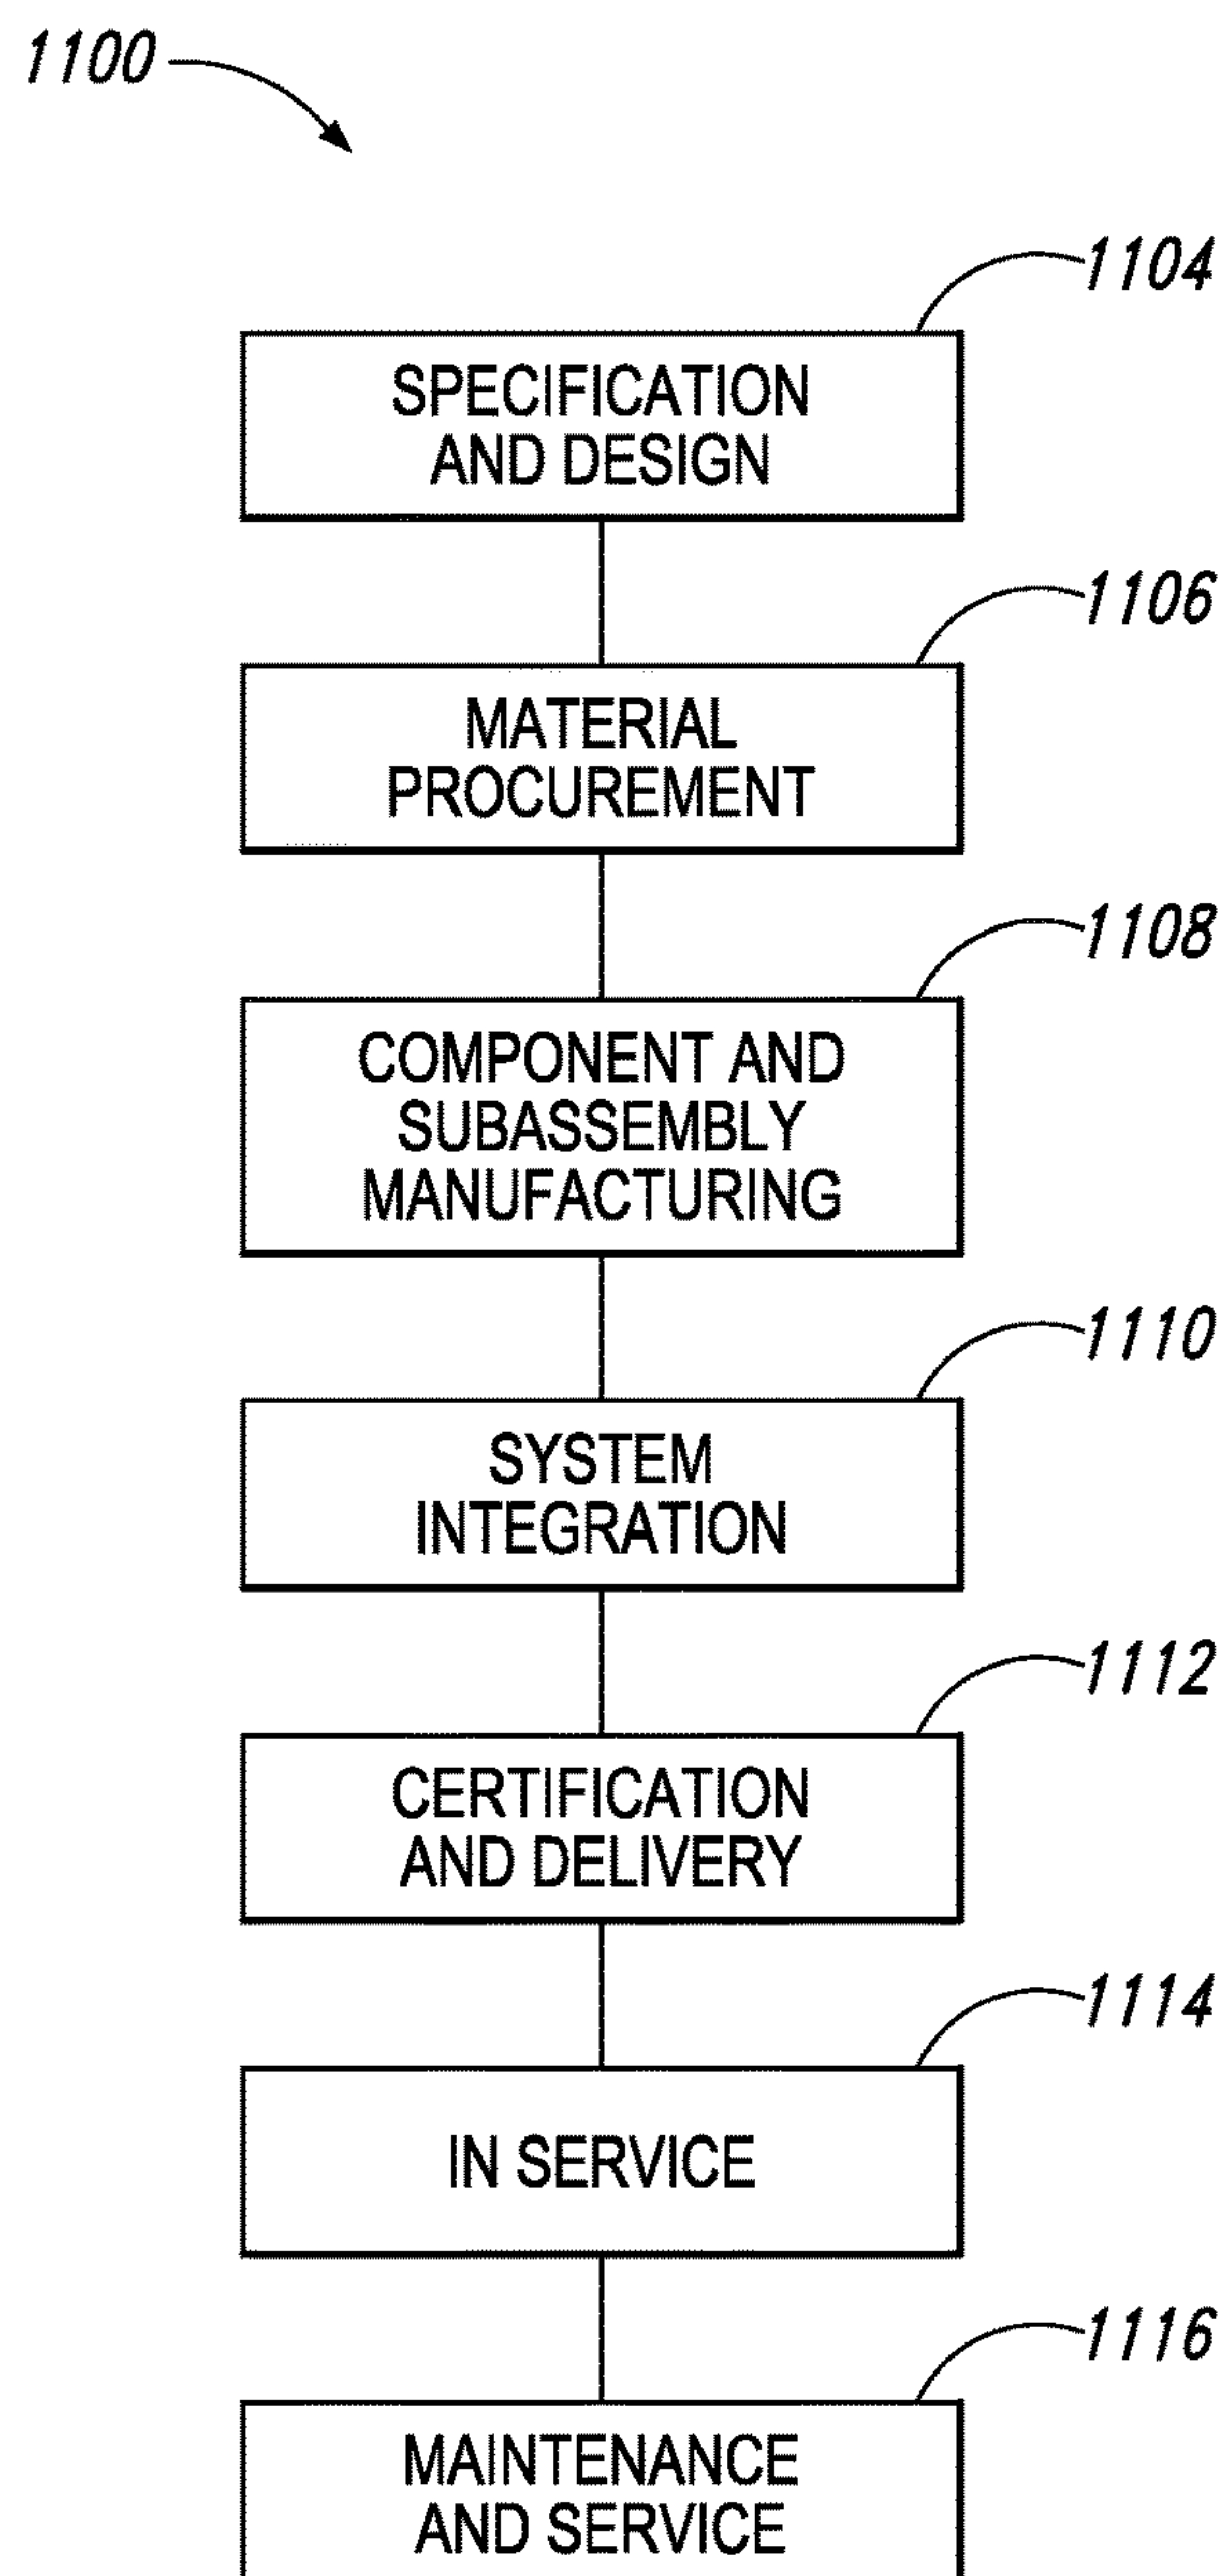 1100
1104
SPECIFICATION
AND DESIGN
1106
MATERIAL
PROCUREMENT
1108
COMPONENT AND
SUBASSEMBLY
MANUFACTURING
1110
SYSTEM
INTEGRATION
1112
CERTIFICATION
AND DELIVERY
1114
IN SERVICE
1116
MAINTENANCE
AND SERVICE